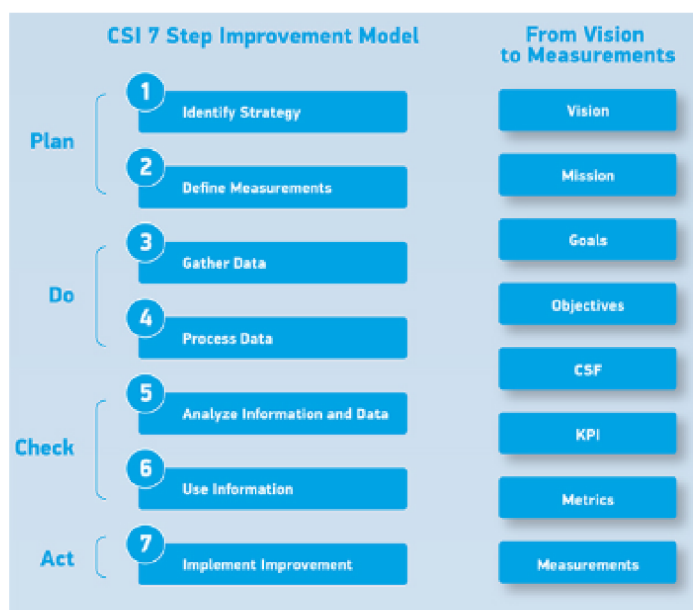 CSI 7 Step Improvement Model
Plan
1
Identify Strategy
2
Define Measurements
Do
3
Gather Data
4
Process Data
Check
5
Analyze Information and Data
6
Use Information
Act
7
Implement Improvement
From Vision
to Measurements
Vision
Mission
Goals
Objectives
CSF
KPI
Metrics
Measurements